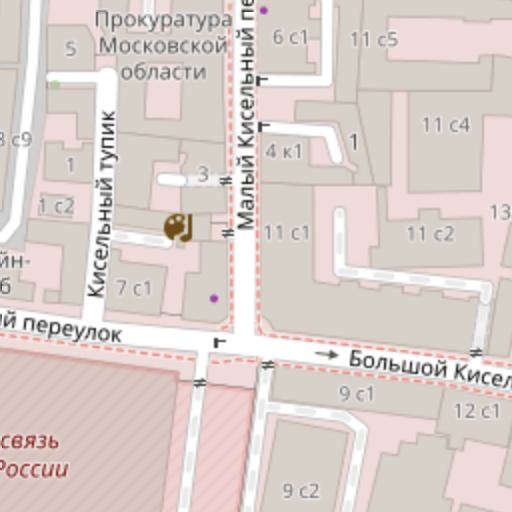 Прокуратура
Московской
области
5
6 с1
11 с5
Малый Кисельный пе
8 с9
1
11 с4
4 к1
1
3
Кисельный тупик
1 с2
13
11 с1
11 с2
йн-
6
7 с1
ый переулок
Большой Кисел
9 с1
12 с1
связь
России
9 с2